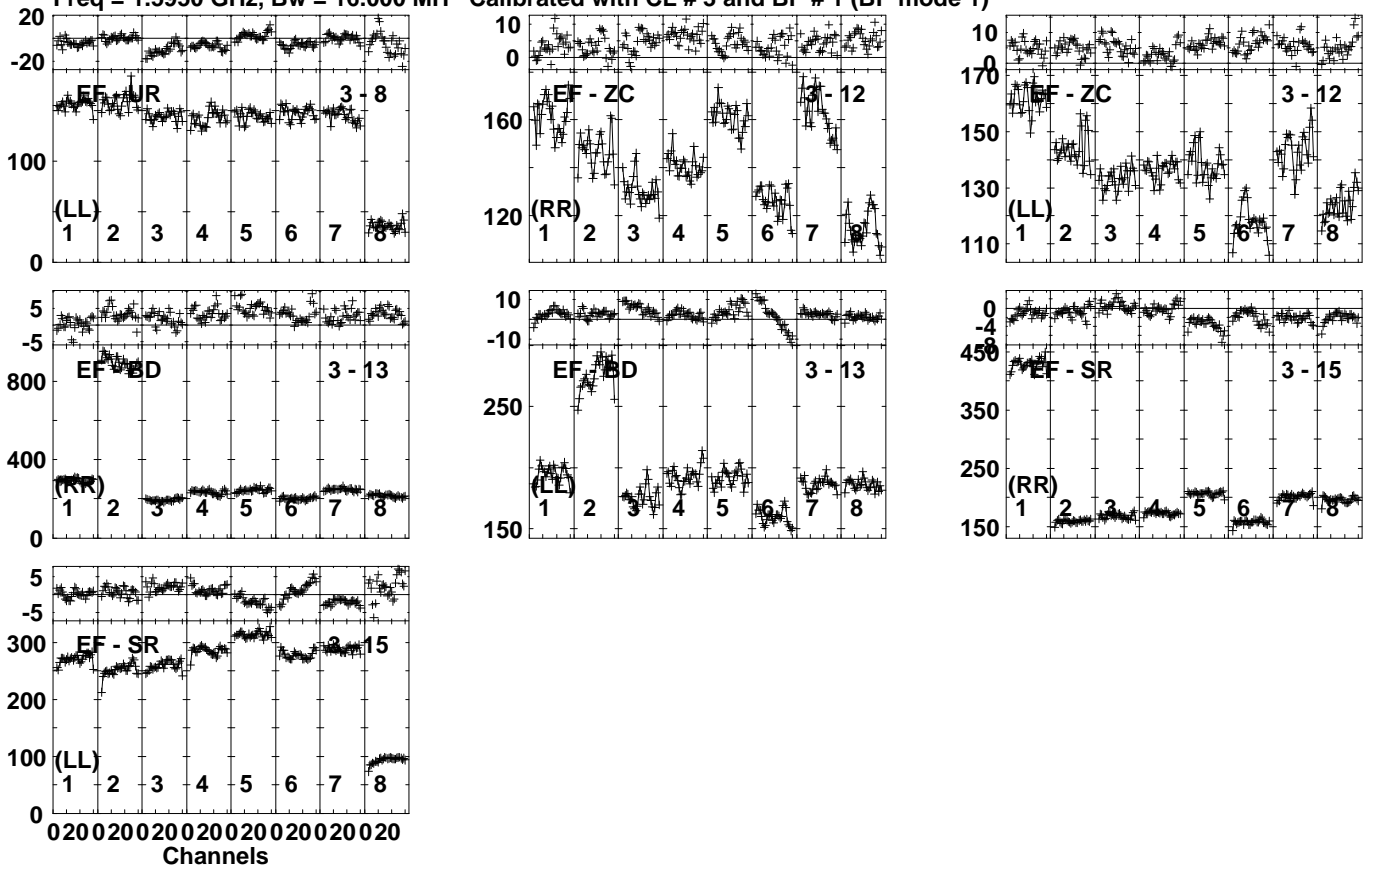 Freq = 1.5950 GHz, Bw = 16.000 MH Calibrated with CL # 3 and BP # 1 (BP mode 1)
20
-20
EF - UR 3 - 8
100
(LL)
1 2 3 4 5 6 7 8
0
10
0
EF - ZC 3 - 12
160
120
(RR)
1 2 3 4 5 6 7 8
10
0
170
EF - ZC 3 - 12
150
130
(LL)
110
1 2 3 4 5 6 7 8
5
-5
EF - BD 3 - 13
800
400
(RR)
1 2 3 4 5 6 7 8
0
10
-10
EF - BD 3 - 13
250
(LL)
1 2 3 4 5 6 7 8
150
0
-4
-8
450
EF - SR 3 - 15
350
250
(RR)
1 2 3 4 5 6 7 8
150
5
-5
300
EF - SR 3 - 15
200
100
(LL)
1 2 3 4 5 6 7 8
0
0 20 0 20 0 20 0 20 0 20 0 20 0 20 0 20
Channels